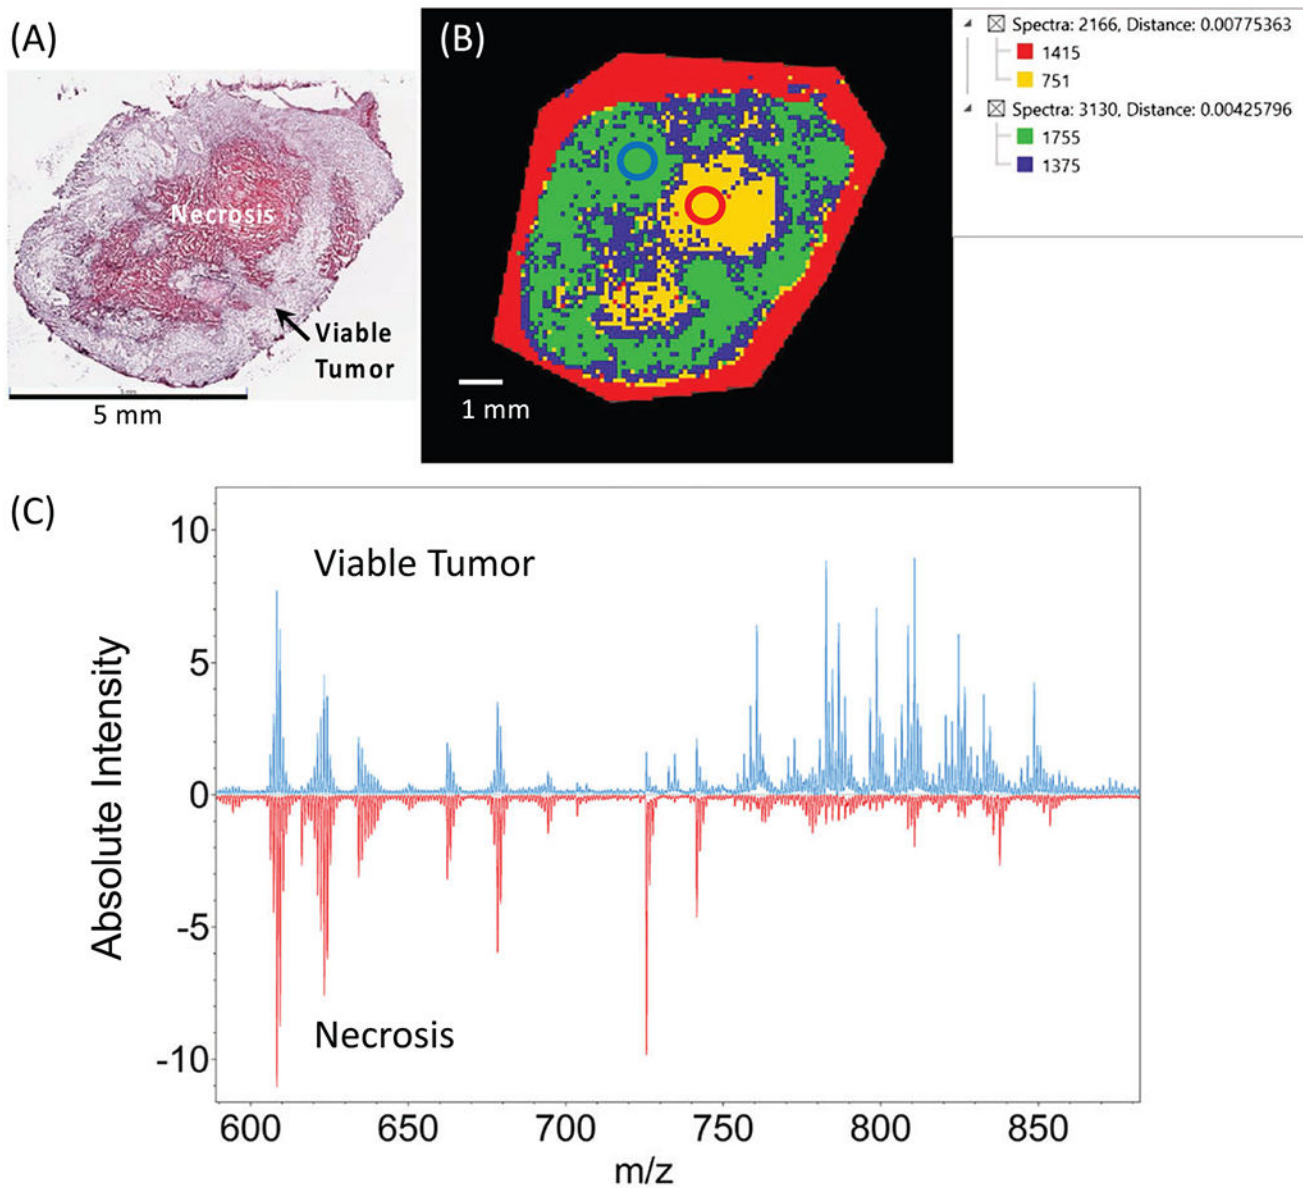 (A)
Necrosis
Viable
Tumor
5 mm
(B)
1 mm
Spectra: 2166, Distance: 0.00775363
1415
751
Spectra: 3130, Distance: 0.00425796
1755
1375
(C)
Viable Tumor
Necrosis
Absolute Intensity
10
5
0
-5
-10
600 650 700 750 800 850
m/z